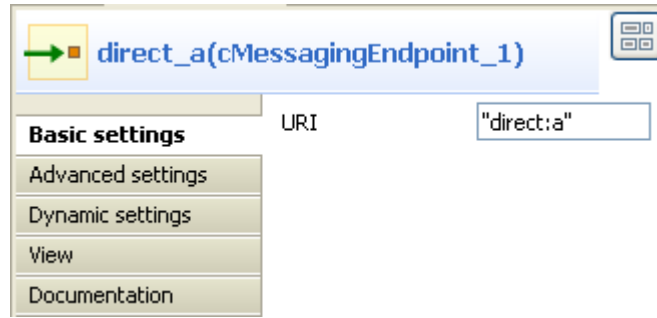 direct_a(cMessagingEndpoint_1)
Basic settings
URI "direct:a"
Advanced settings
Dynamic settings
View
Documentation